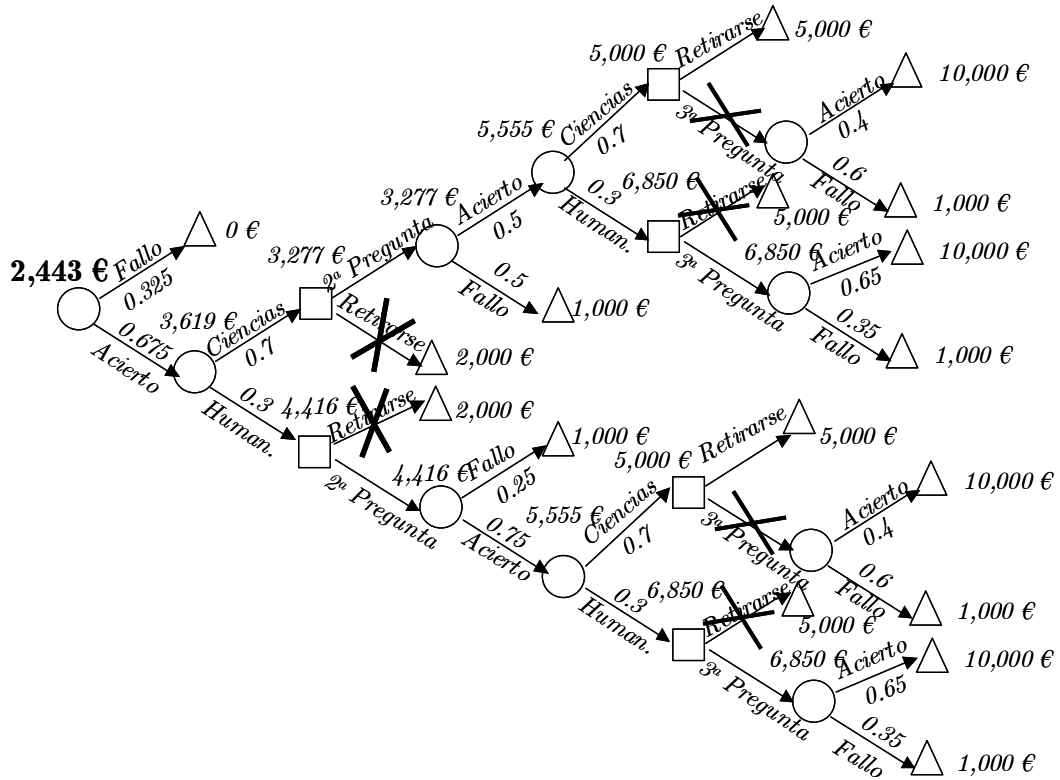 Retirarse
5,000 €
5,000 €
10,000 €
Acierto
0.4
Ciencias
5,555 €
0.7
3ª Pregunta
0.6
Fallo
1,000 €
3,277 €
Acierto
0.5
0.3
Human.
6,850 €
Retirarse
5,000 €
6,850 €
Acierto
0.65
10,000 €
3ª Pregunta
0.35
Fallo
1,000 €
0 €
Fallo
0.325
2,443 €
3,277 €
2ª Pregunta
0.5
Fallo
1,000 €
3,619 €
Ciencias
0.7
0.675
Acierto
Retirarse
2,000 €
0.3
Human.
4,416 €
Retirarse
2,000 €
2ª Pregunta
4,416 €
Fallo
0.25
1,000 €
0.75
Acierto
5,555 €
Ciencias
0.7
5,000 €
Retirarse
5,000 €
3ª Pregunta
Acierto
0.4
10,000 €
0.6
Fallo
1,000 €
0.3
Human.
6,850 €
Retirarse
5,000 €
6,850 €
Acierto
0.65
10,000 €
3ª Pregunta
0.35
Fallo
1,000 €